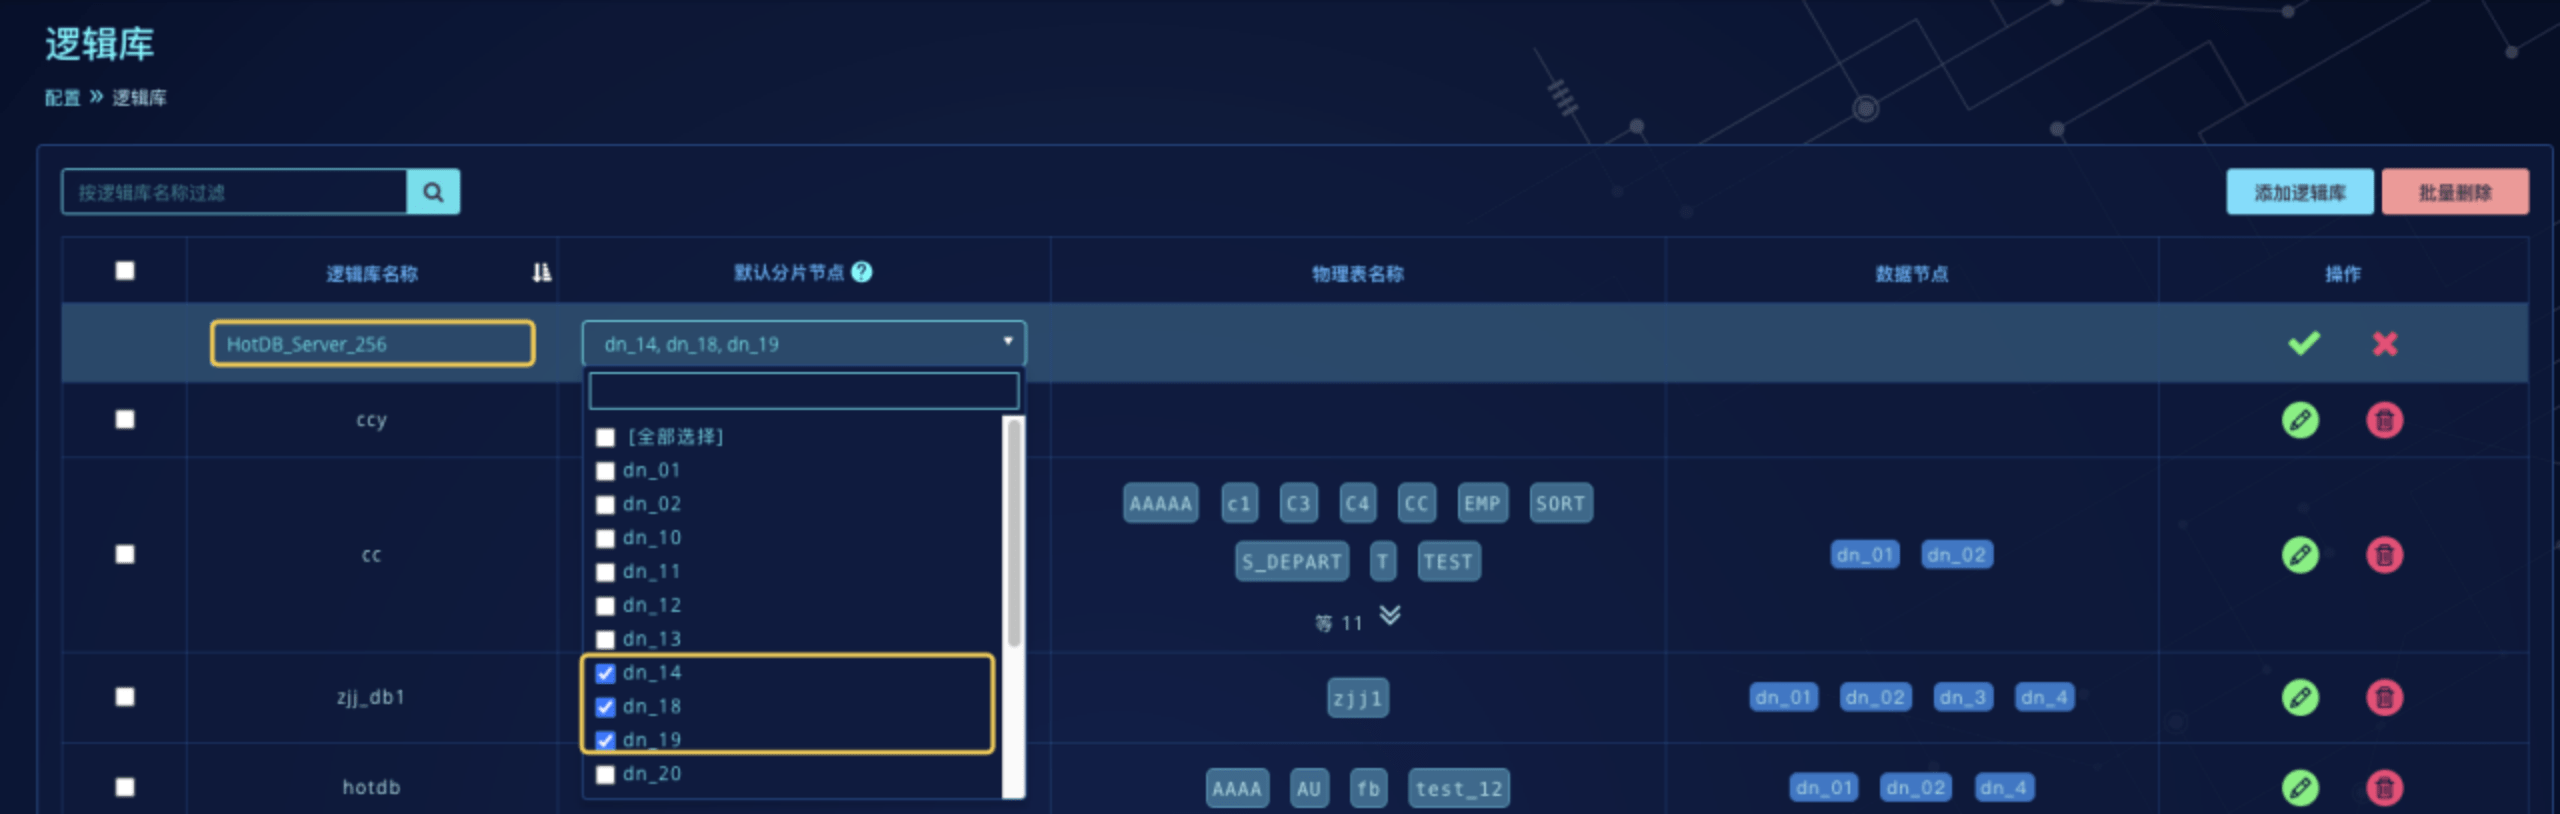 逻辑库
配置 » 逻辑库
按逻辑库名称过滤
添加逻辑库 批量删除
逻辑库名称 默认分片节点 ? 物理表名称 数据节点 操作
HotDB_Server_256 dn_14, dn_18, dn_19
[全部选择]
dn_01
dn_02
dn_10
dn_11
dn_12
dn_13
dn_14
dn_18
dn_19
dn_20
ccy
cc
AAAAA c1 C3 C4 CC EMP SORT
S_DEPART T TEST
等 11
dn_01 dn_02
zjj_db1 zjj1 dn_01 dn_02 dn_3 dn_4
hotdb AAAA AU fb test_12 dn_01 dn_02 dn_4